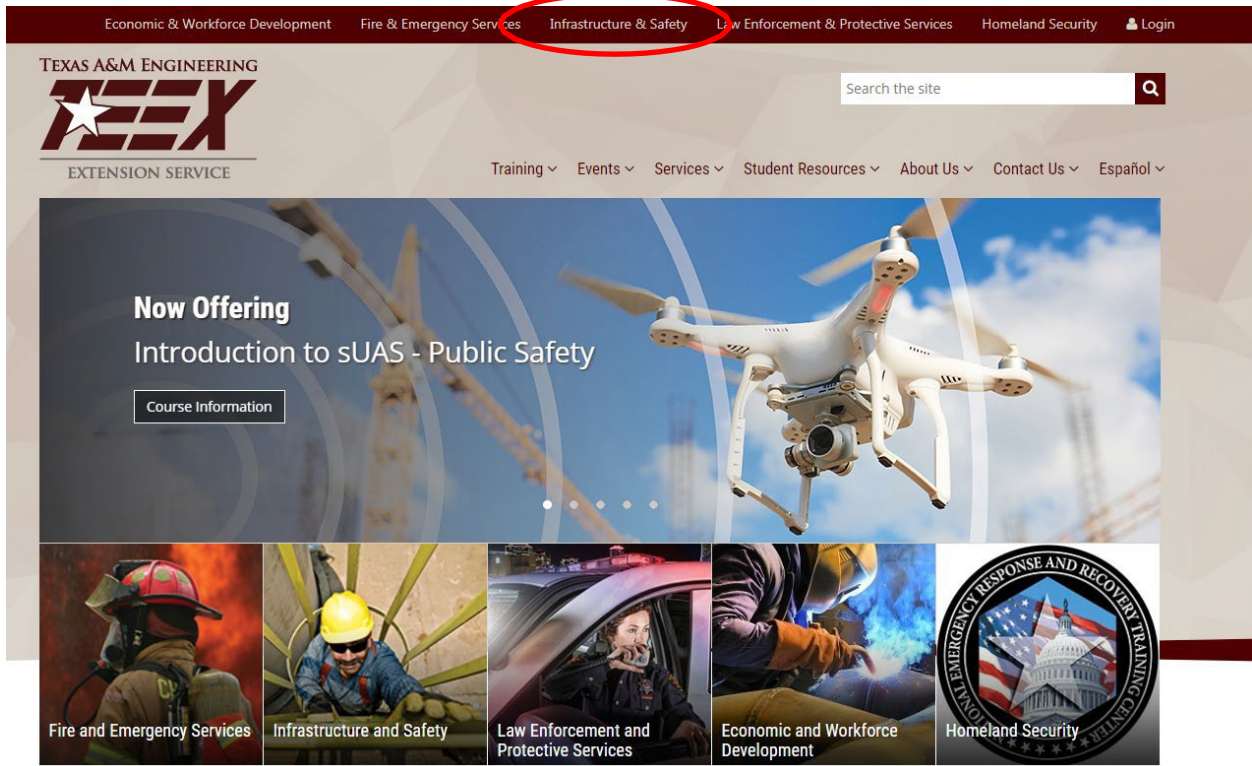 Economic & Workforce Development Fire & Emergency Services Infrastructure & Safety Law Enforcement & Protective Services Homeland Security Login
TEXAS A&M ENGINEERING
TEEX
EXTENSION SERVICE
Search the site
Training Events Services Student Resources About Us Contact Us Español
Now Offering
Introduction to sUAS - Public Safety
Course Information
Fire and Emergency Services
Infrastructure and Safety
Law Enforcement and
Protective Services
Economic and Workforce
Development
EMERGENCY RESPONSE AND RECOVERY TRAINING CENTER
Homeland Security